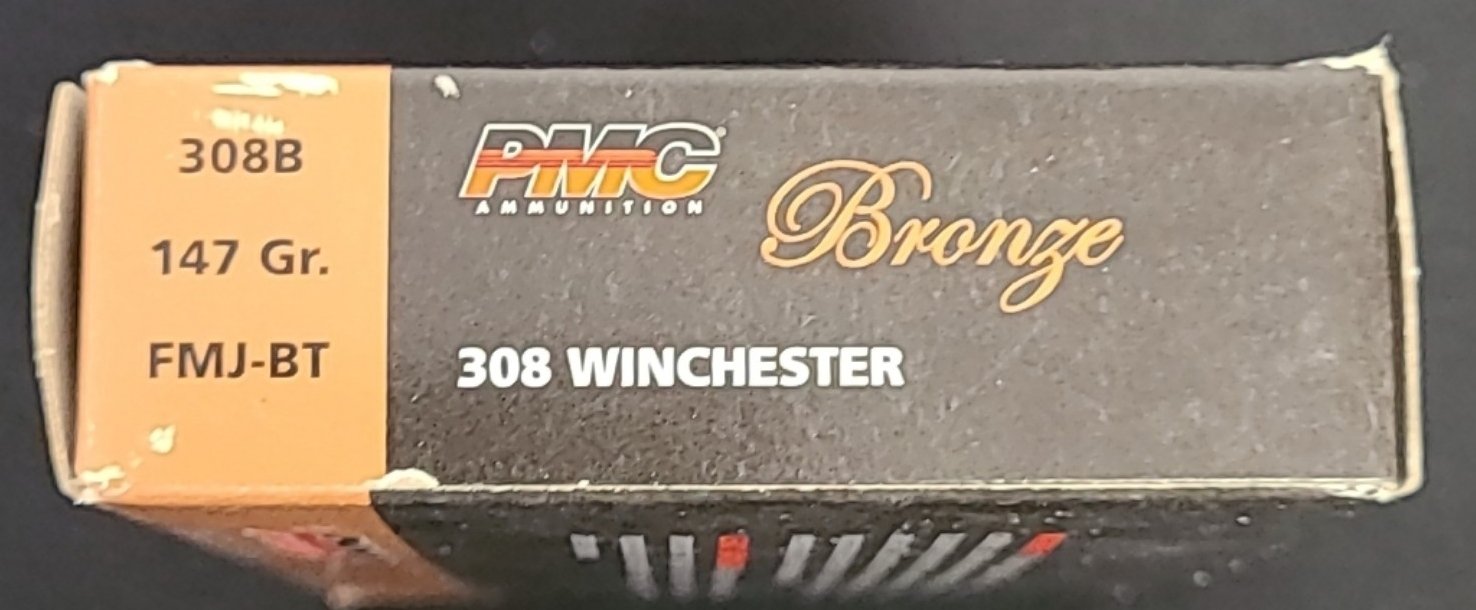 308B
147 Gr.
FMJ-BT
PMC
AMMUNITION
Bronze
308 WINCHESTER